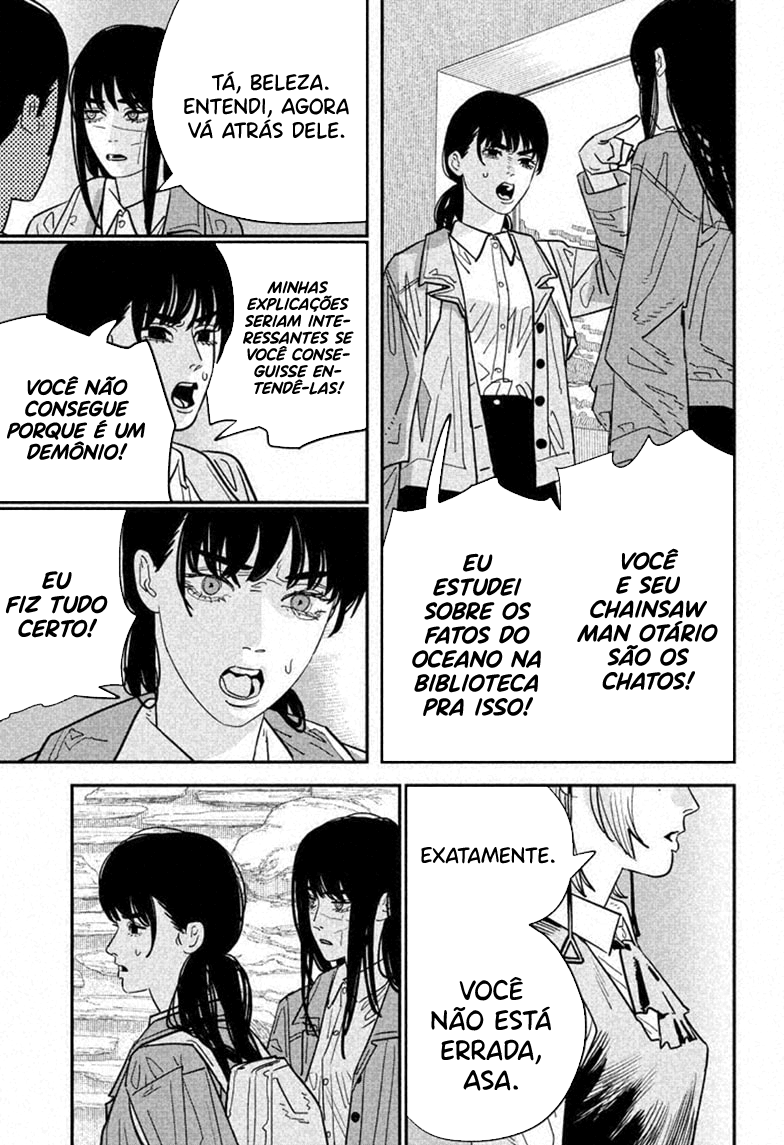 VOCÊ
E SEU
CHAINSAW
MAN OTÁRIO
SÃO OS
CHATOS!
EU
ESTUDEI
SOBRE OS
FATOS DO
OCEANO NA
BIBLIOTECA
PRA ISSO!
TÁ, BELEZA.
ENTENDI, AGORA
VÁ ATRÁS DELE.
MINHAS
EXPLICAÇÕES
SERIAM INTE-
RESSANTES SE
VOCÊ CONSE-
GUISSE EN-
TENDÊ-LAS!
VOCÊ NÃO
CONSEGUE
PORQUE É UM
DEMÔNIO!
EU
FIZ TUDO
CERTO!
EXATAMENTE.
VOCÊ
NÃO ESTÁ
ERRADA,
ASA.